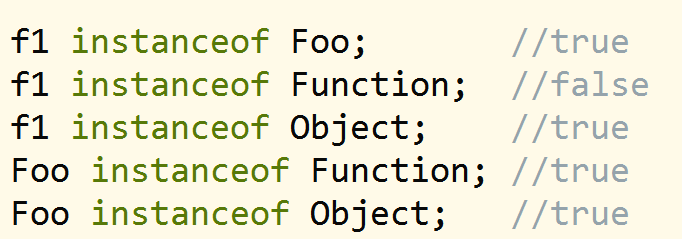 f1 instanceof Foo; //true
f1 instanceof Function; //false
f1 instanceof Object; //true
Foo instanceof Function; //true
Foo instanceof Object; //true